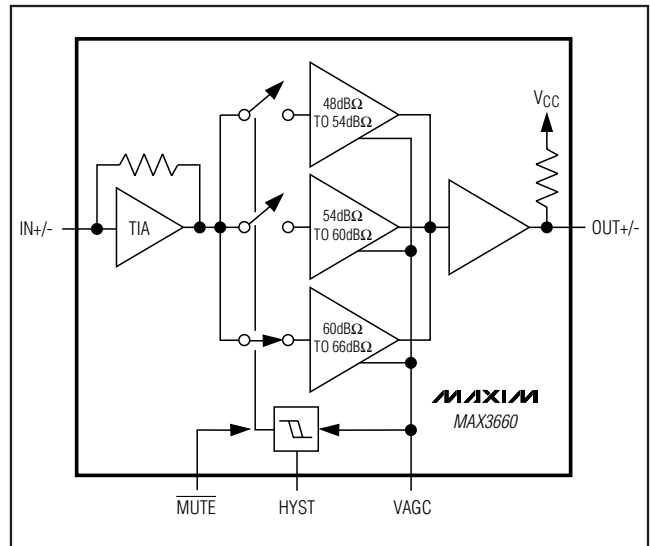 VCC
48dBΩ
TO 54dBΩ
IN+/-
TIA
54dBΩ
TO 60dBΩ
OUT+/-
60dBΩ
TO 66dBΩ
MAXIM
MAX3660
MUTE
HYST
VAGC